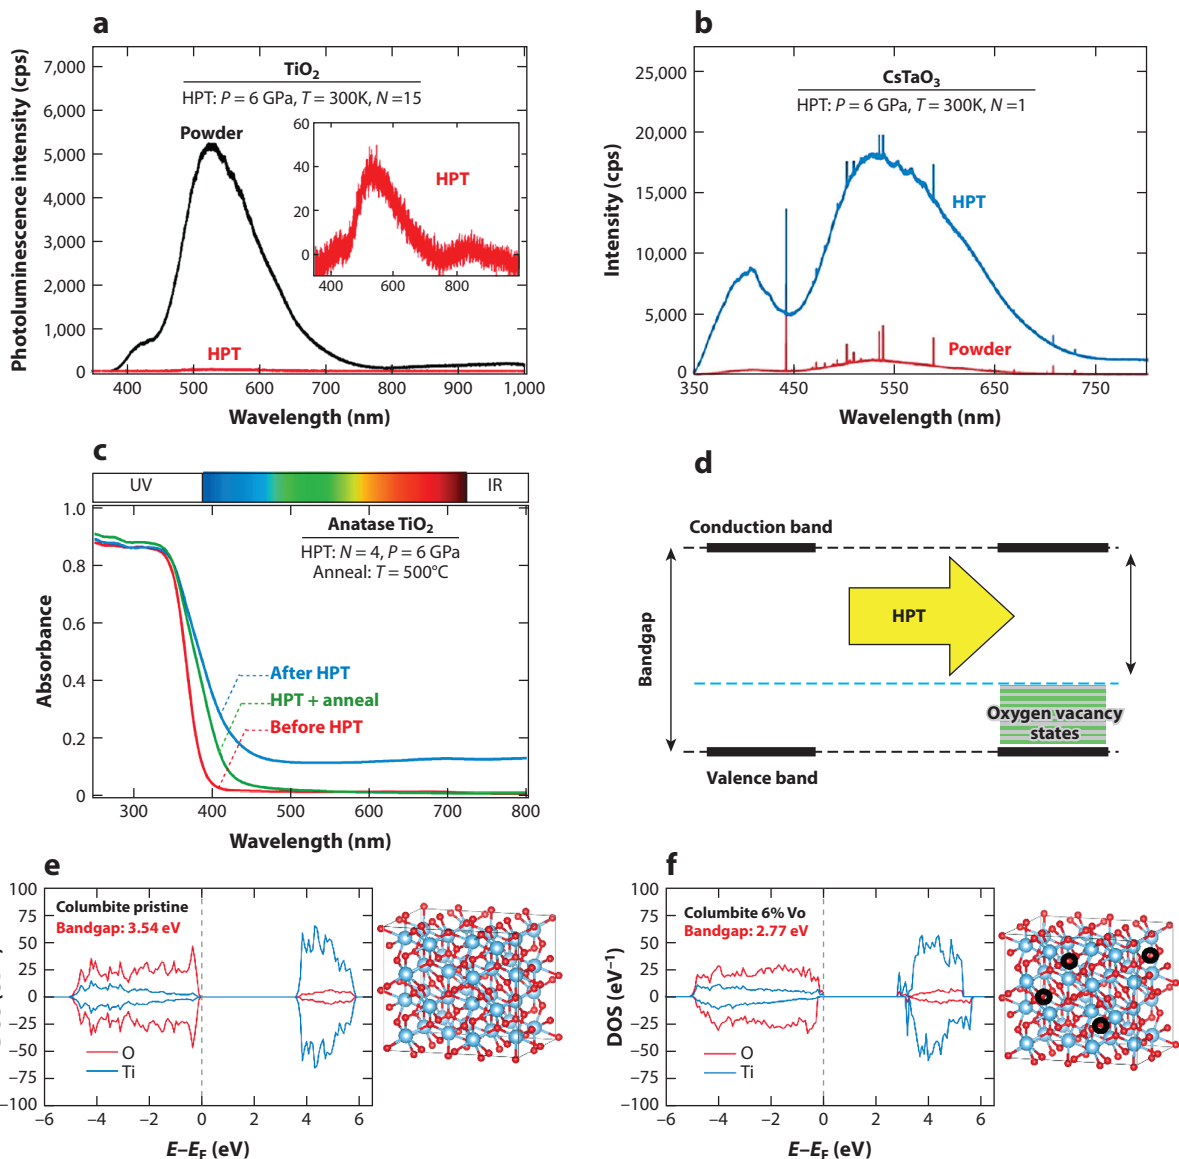 a
TiO2
HPT: P = 6 GPa, T = 300K, N =15
Powder
HPT
HPT
Photoluminescence intensity (cps)
7,000
6,000
5,000
4,000
3,000
2,000
1,000
0
400
500
600
700
800
900
1,000
Wavelength (nm)
60
40
20
0
400
600
800
b
CsTaO3
HPT: P = 6 GPa, T = 300K, N =1
HPT
Powder
Intensity (cps)
25,000
20,000
15,000
10,000
5,000
0
350
450
550
650
750
Wavelength (nm)
c
UV
IR
Anatase TiO2
HPT: N = 4, P = 6 GPa
Anneal: T = 500°C
After HPT
HPT + anneal
Before HPT
Absorbance
1.0
0.8
0.6
0.4
0.2
0
300
400
500
600
700
800
Wavelength (nm)
d
Conduction band
Bandgap
HPT
Oxygen vacancy
states
Valence band
e
Columbite pristine
Bandgap: 3.54 eV
O
Ti
100
75
50
25
0
−25
−50
−75
−100
−6
−4
−2
0
2
4
6
E–EF (eV)
f
Columbite 6% Vo
Bandgap: 2.77 eV
O
Ti
DOS (eV−1)
100
75
50
25
0
−25
−50
−75
−100
−6
−4
−2
0
2
4
6
E–EF (eV)